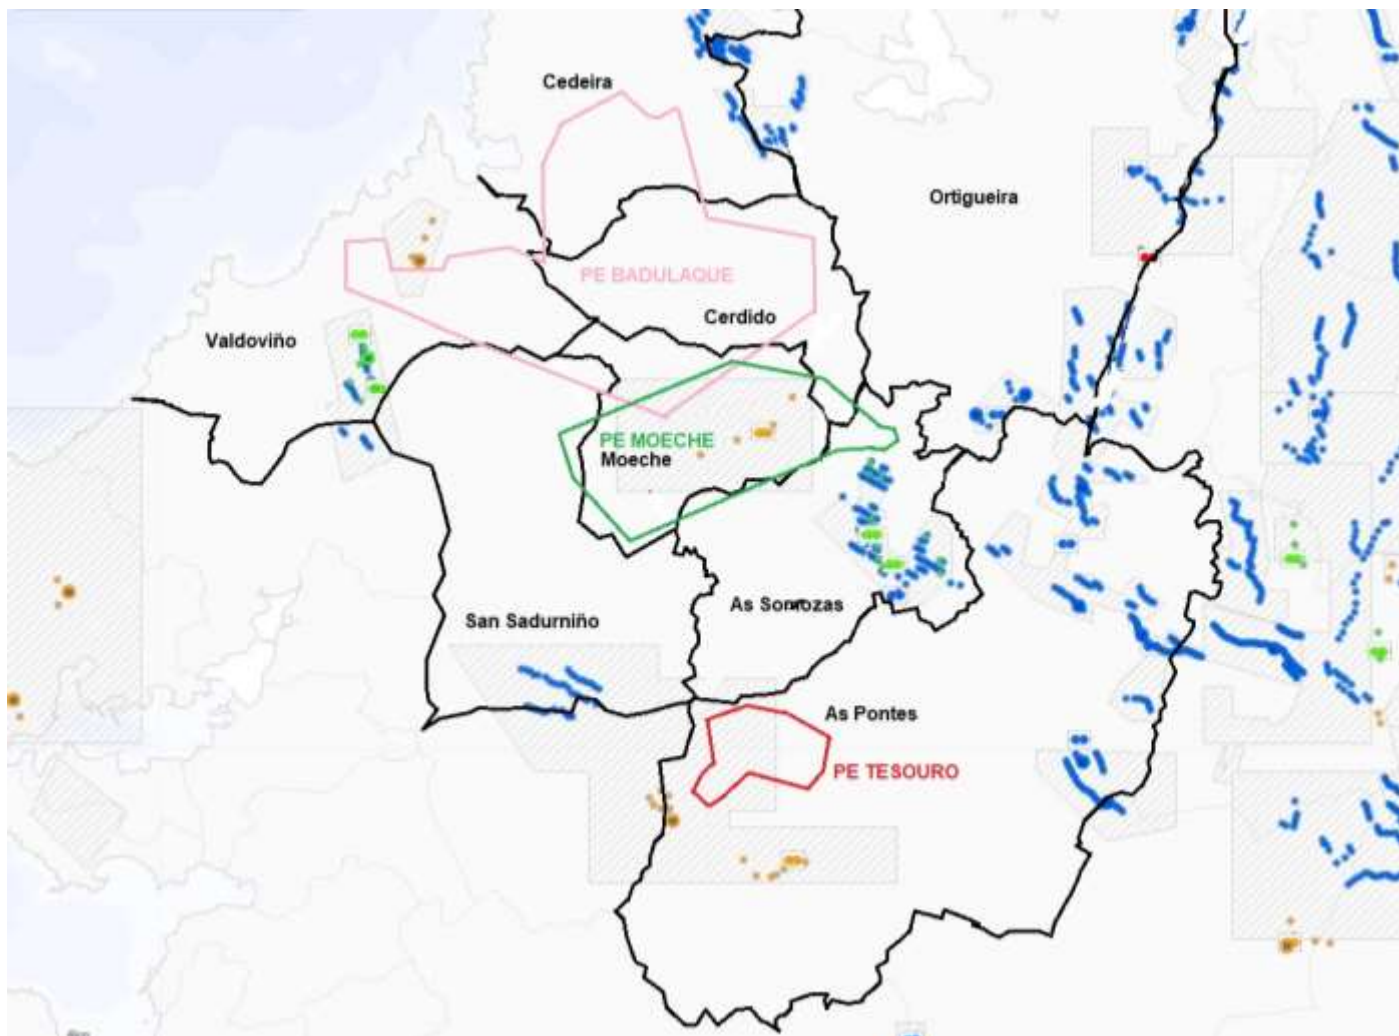 Cedeira
Ortigueira
PE BADULAQUE
Cerdido
Valdoviño
PE MOECHE
Moeche
As Somozas
San Sadurniño
As Pontes
PE TESOURO